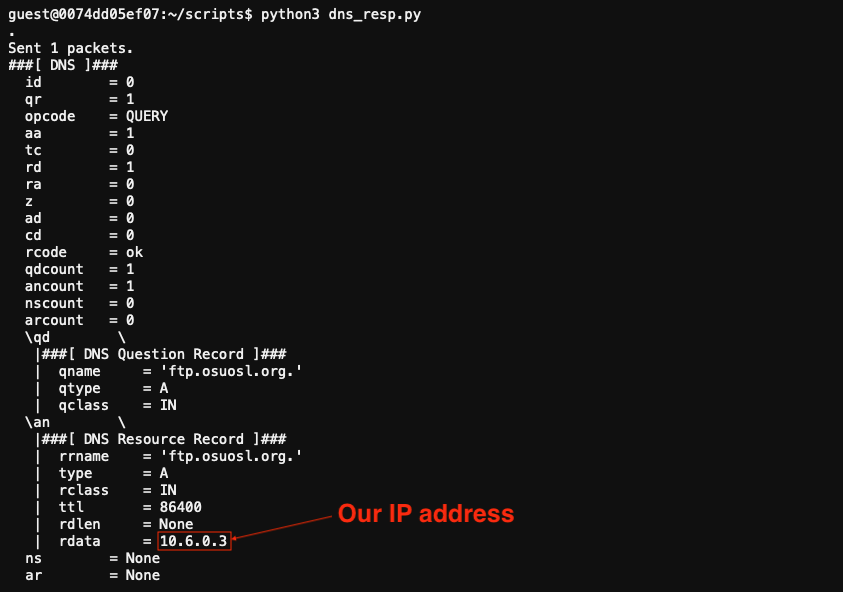 guest@0074dd05ef07:~/scripts$ python3 dns_resp.py
.
Sent 1 packets.
###[ DNS ]###
  id        = 0
  qr        = 1
  opcode    = QUERY
  aa        = 1
  tc        = 0
  rd        = 1
  ra        = 0
  z         = 0
  ad        = 0
  cd        = 0
  rcode     = ok
  qdcount   = 1
  ancount   = 1
  nscount   = 0
  arcount   = 0
  \qd        \
   |###[ DNS Question Record ]###
   |  qname     = 'ftp.osuosl.org.'
   |  qtype     = A
   |  qclass    = IN
  \an        \
   |###[ DNS Resource Record ]###
   |  rrname    = 'ftp.osuosl.org.'
   |  type      = A
   |  rclass    = IN
   |  ttl       = 86400
   |  rdlen     = None
   |  rdata     = 10.6.0.3
Our IP address
  ns        = None
  ar        = None